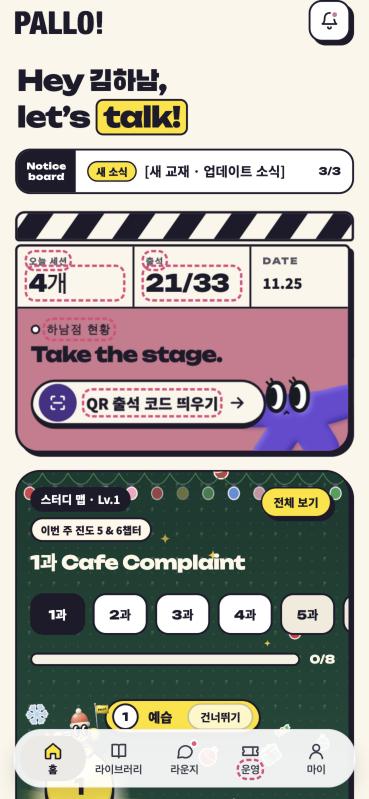 PALLO!
Hey 김하남,
let's talk!
Notice board
새 소식
[새 교재 · 업데이트 소식]
3/3
오늘 세션
4개
출석
21/33
DATE
11.25
하남점 현황
Take the stage.
QR 출석 코드 띄우기 →
스터디 맵 · Lv.1
전체 보기
이번 주 진도 5 & 6챕터
1과 Cafe Complaint
1과
2과
3과
4과
5과
0/8
1 예습 건너뛰기
1
홈
라이브러리
라운지
운영
마이